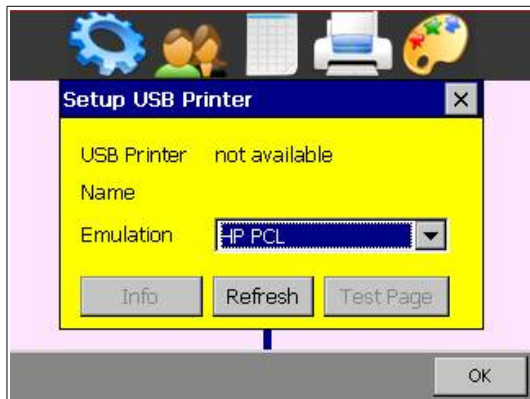 Setup USB Printer
USB Printer not available
Name
Emulation HP PCL
Info Refresh Test Page
OK